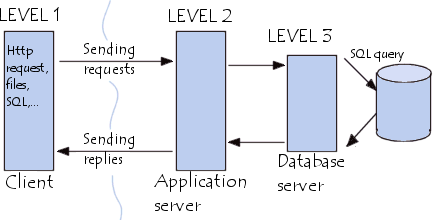 LEVEL 1
LEVEL 2
LEVEL 3
Http
request,
files,
SQL,...
Sending
requests
SQL query
Sending
replies
Client
Application
server
Database
server